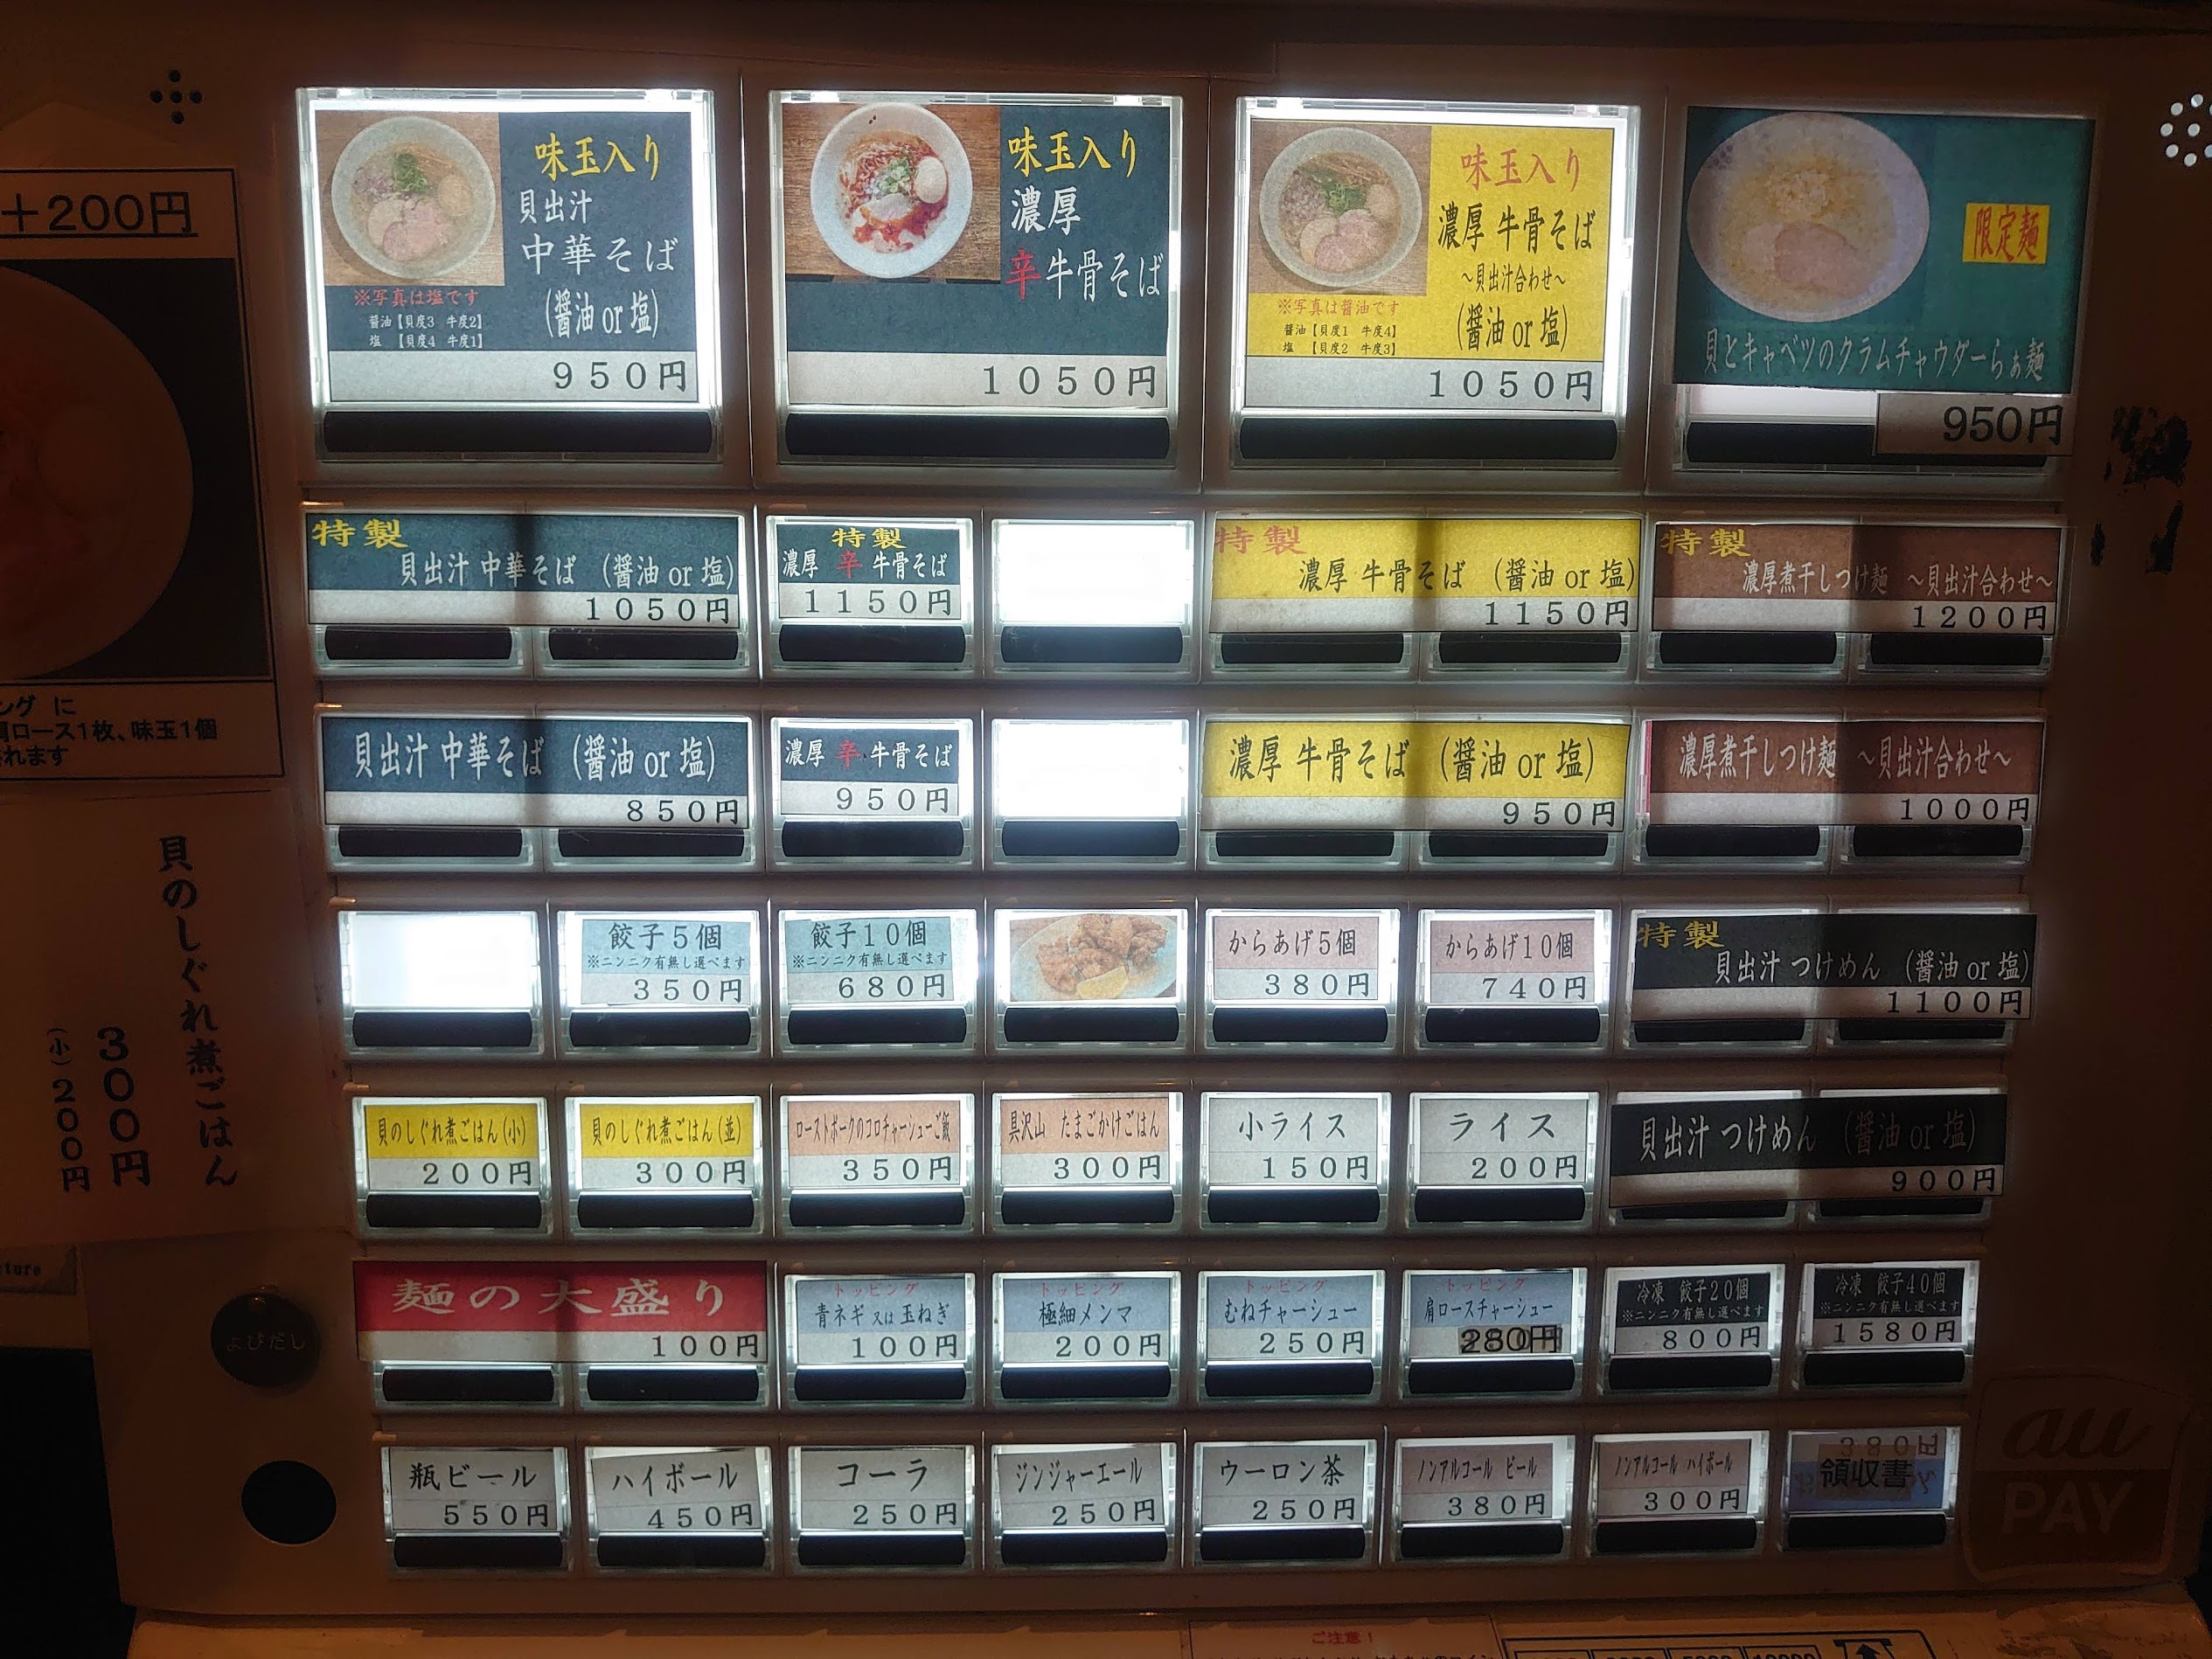 +200円
ング に
肩ロース1枚、味玉1個
れます
貝のしぐれ煮ごはん
300円
(小)200円
cture
よびだし
味玉入り
貝出汁
中華そば
(醤油 or 塩)
※写真は塩です
醤油【貝度3 牛度2】
塩 【貝度4 牛度1】
950円
味玉入り
濃厚
辛牛骨そば
1050円
味玉入り
濃厚 牛骨そば
~貝出汁合わせ~
(醤油 or 塩)
※写真は醤油です
醤油【貝度1 牛度4】
塩 【貝度2 牛度3】
1050円
限定麺
貝とキャベツのクラムチャウダーらぁ麺
950円
特製
貝出汁 中華そば (醤油 or 塩)
1050円
特製
濃厚 辛 牛骨そば
1150円
特製
濃厚 牛骨そば (醤油 or 塩)
1150円
特製
濃厚煮干しつけ麺 ~貝出汁合わせ~
1200円
貝出汁 中華そば (醤油 or 塩)
850円
濃厚 辛 牛骨そば
950円
濃厚 牛骨そば (醤油 or 塩)
950円
濃厚煮干しつけ麺 ~貝出汁合わせ~
1000円
餃子5個
※ニンニク有無し選べます
350円
餃子10個
※ニンニク有無し選べます
680円
からあげ5個
380円
からあげ10個
740円
特製
貝出汁 つけめん (醤油 or 塩)
1100円
貝のしぐれ煮ごはん(小)
200円
貝のしぐれ煮ごはん(並)
300円
ローストポークのコロチャーシューご飯
350円
具沢山 たまごかけごはん
300円
小ライス
150円
ライス
200円
貝出汁 つけめん (醤油 or 塩)
900円
麺の大盛り
100円
トッピング
青ネギ 又は 玉ねぎ
100円
トッピング
極細メンマ
200円
トッピング
むねチャーシュー
250円
トッピング
肩ロースチャーシュー
280円
冷凍 餃子20個
※ニンニク有無し選べます
800円
冷凍 餃子40個
※ニンニク有無し選べます
1580円
瓶ビール
550円
ハイボール
450円
コーラ
250円
ジンジャーエール
250円
ウーロン茶
250円
ノンアルコール ビール
380円
ノンアルコール ハイボール
300円
380円
領収書
au
PAY
ご注意!